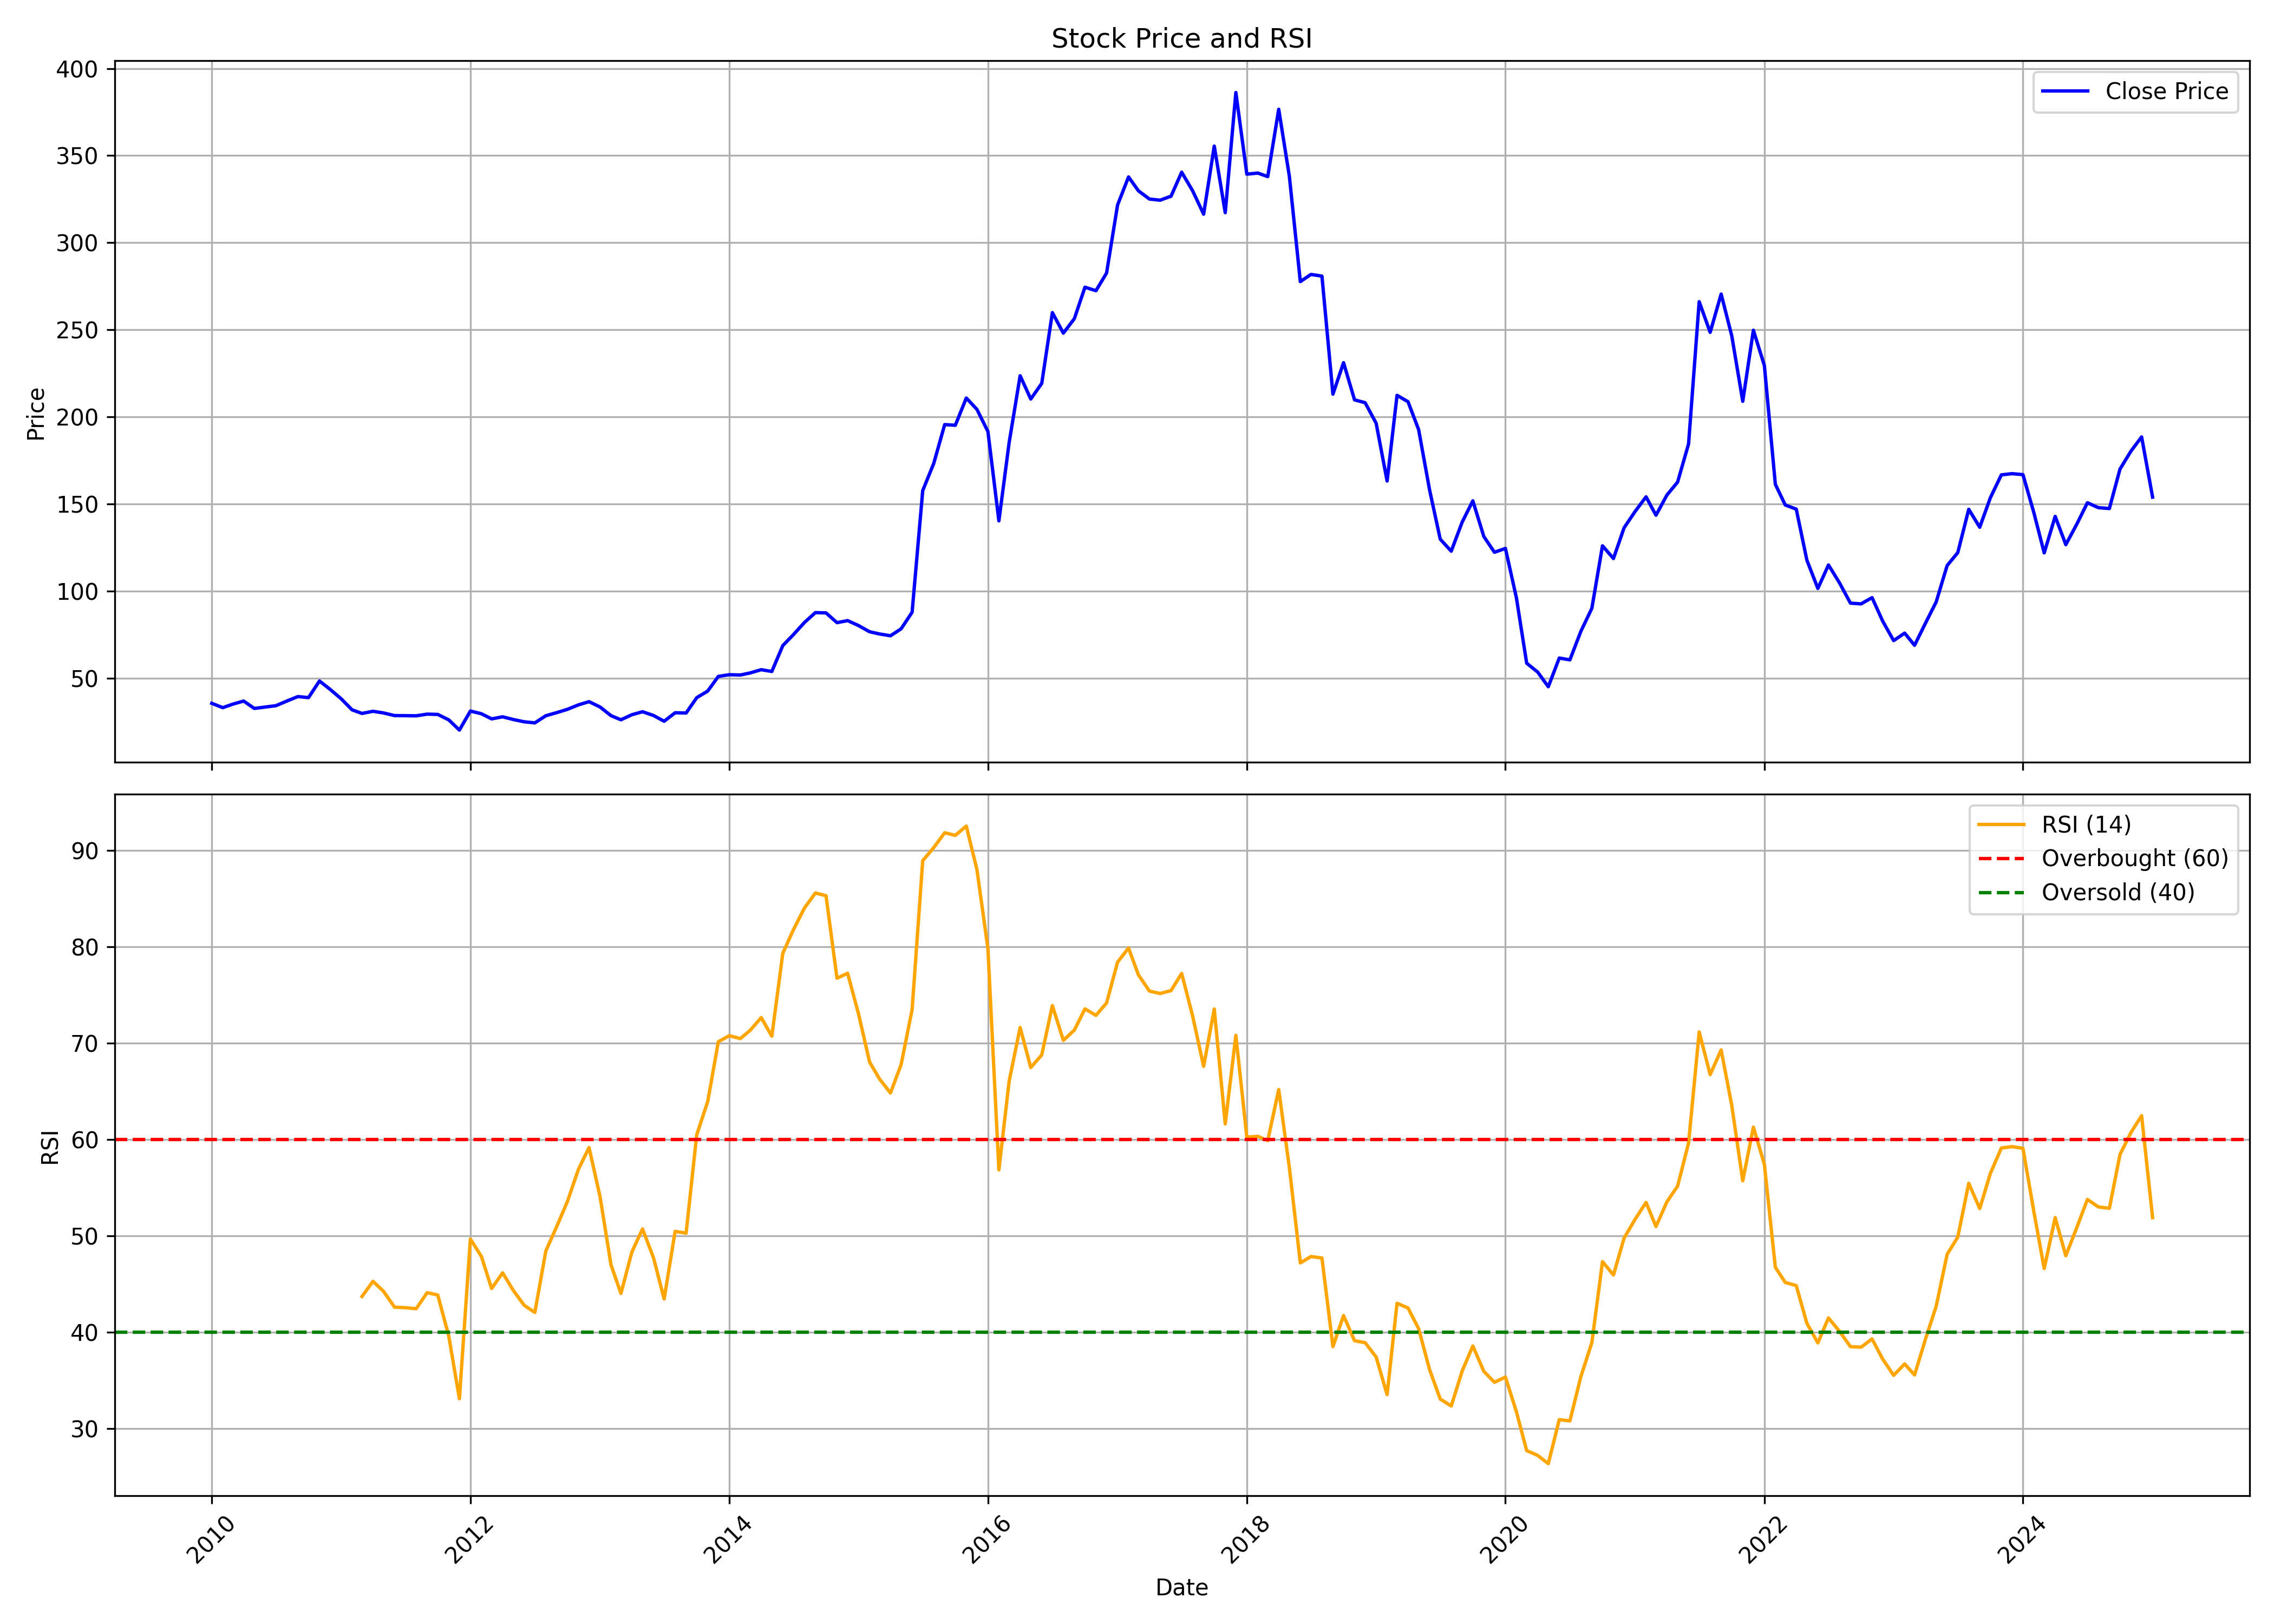 Stock Price and RSI
400
350
300
250
200
150
100
50
Price
Close Price
90
80
70
60
50
40
30
RSI
RSI (14)
Overbought (60)
Oversold (40)
2010
2012
2014
2016
2018
2020
2022
2024
Date